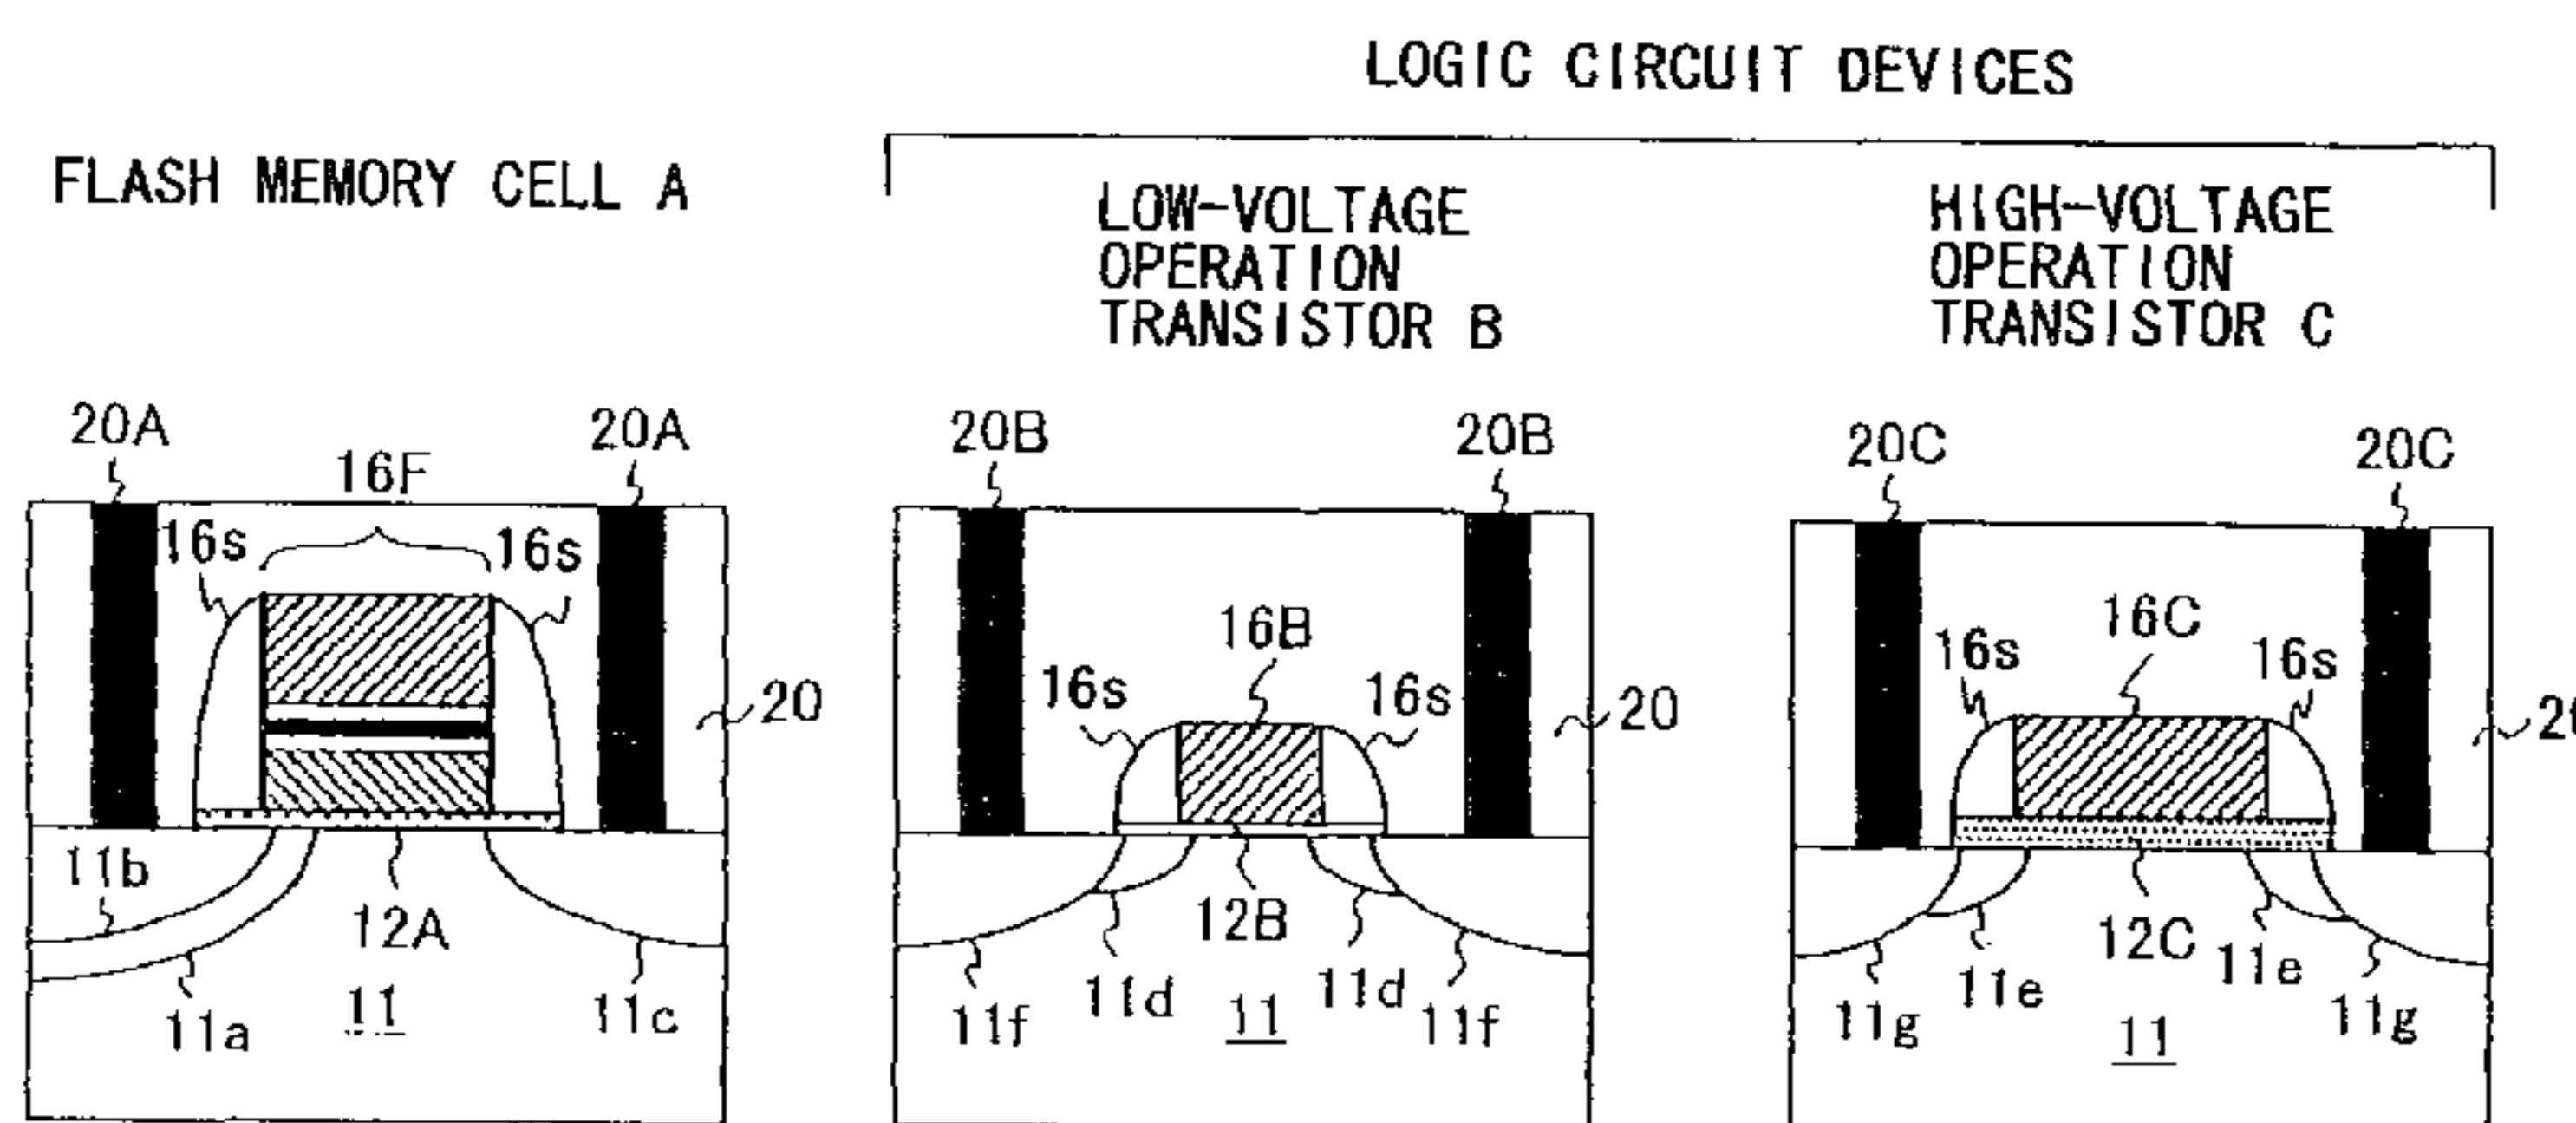 LOGIC CIRCUIT DEVICES
FLASH MEMORY CELL A
LOW-VOLTAGE
OPERATION
TRANSISTOR B
HIGH-VOLTAGE
OPERATION
TRANSISTOR C
20A
16F
20A
16s
16s
20
11b
12A
11a
11
11c
20B
20B
16B
16s
16s
20
12B
11f
11d
11
11d
11f
20C
20C
16C
16s
16s
20
12C
11g
11e
11
11e
11g